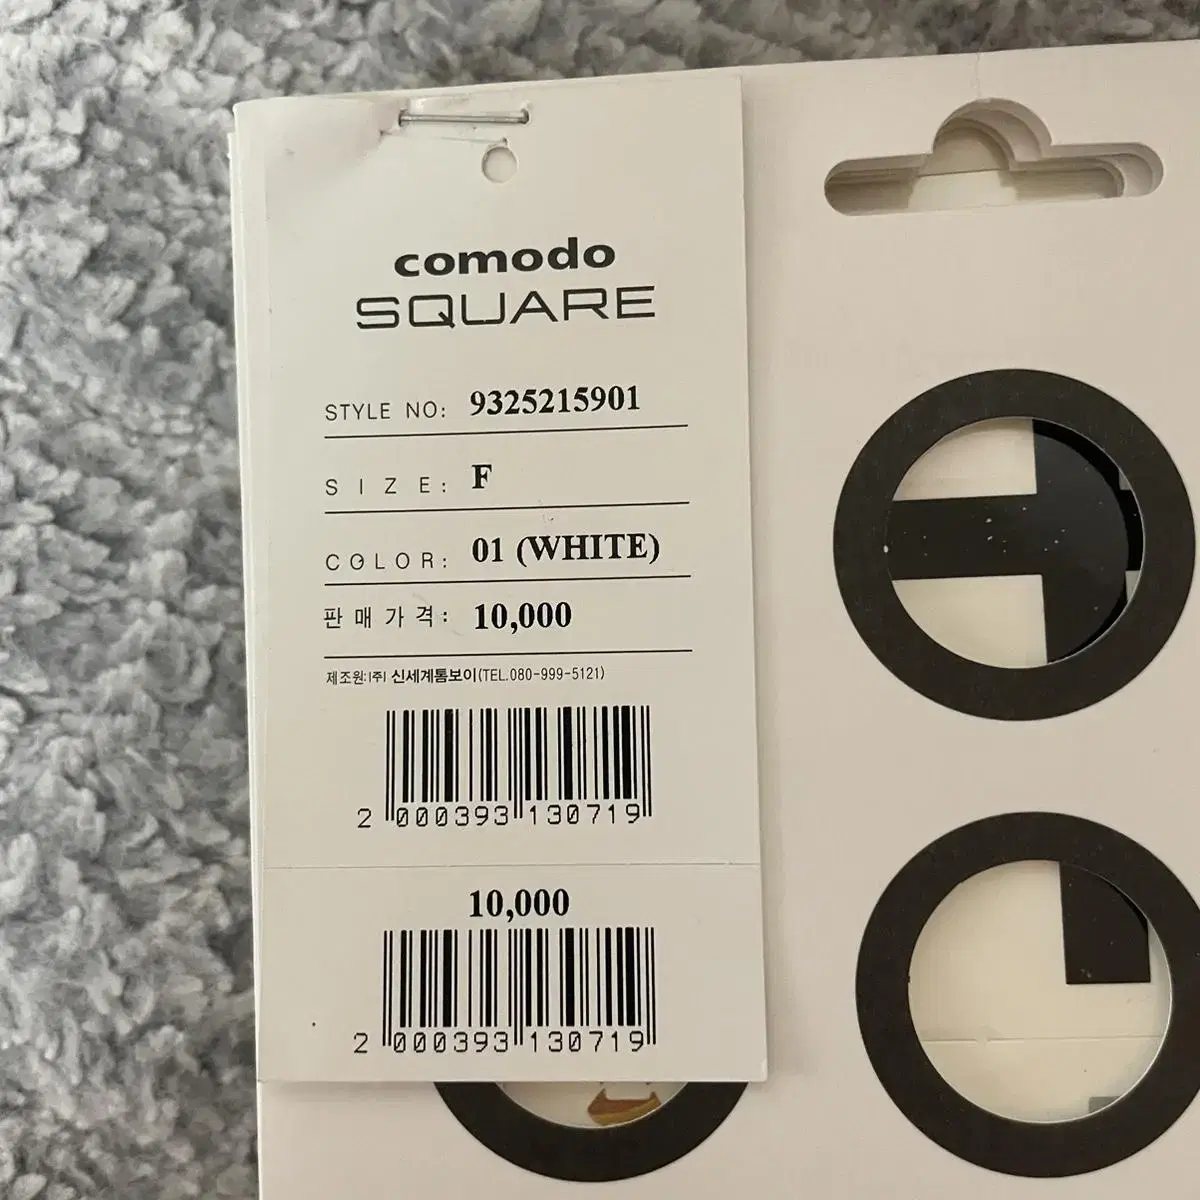 comodo
SQUARE
STYLE NO: 9325215901
SIZE: F
COLOR: 01 (WHITE)
판매가격: 10,000
제조원:(주) 신세계톰보이(TEL.080-999-5121)
2 000393 130719
10,000
2 000393 130719